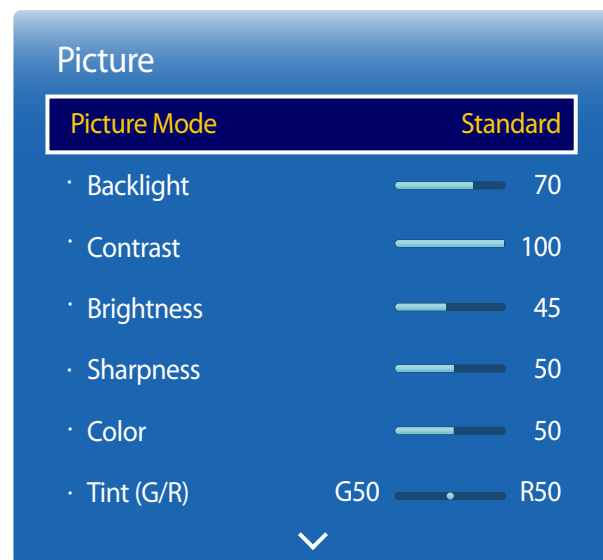 Picture
Picture Mode Standard
· Backlight 70
· Contrast 100
· Brightness 45
· Sharpness 50
· Color 50
· Tint (G/R) G50 R50